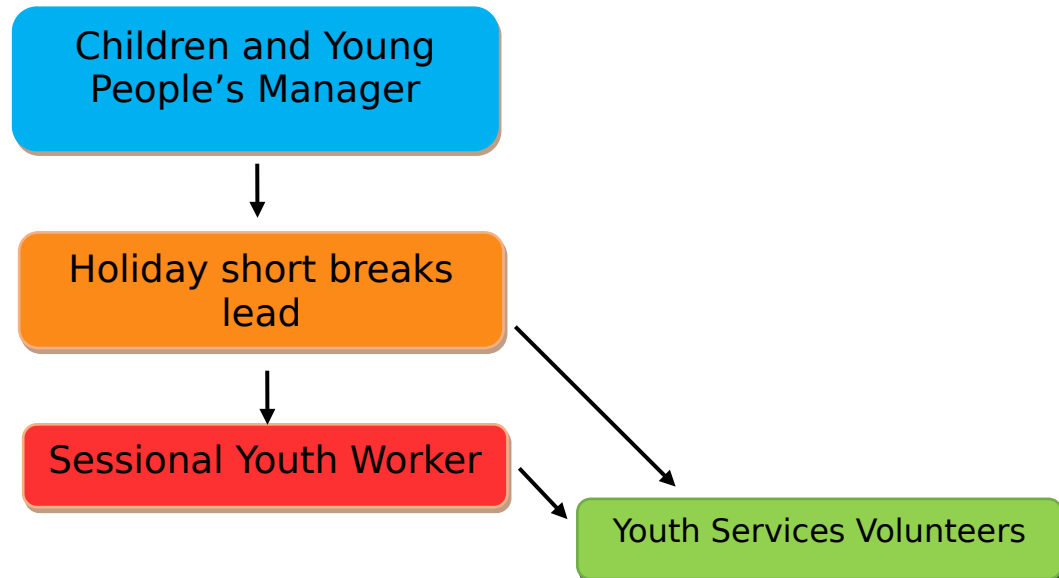 Children and Young
People’s Manager
Holiday short breaks
lead
Sessional Youth Worker
Youth Services Volunteers